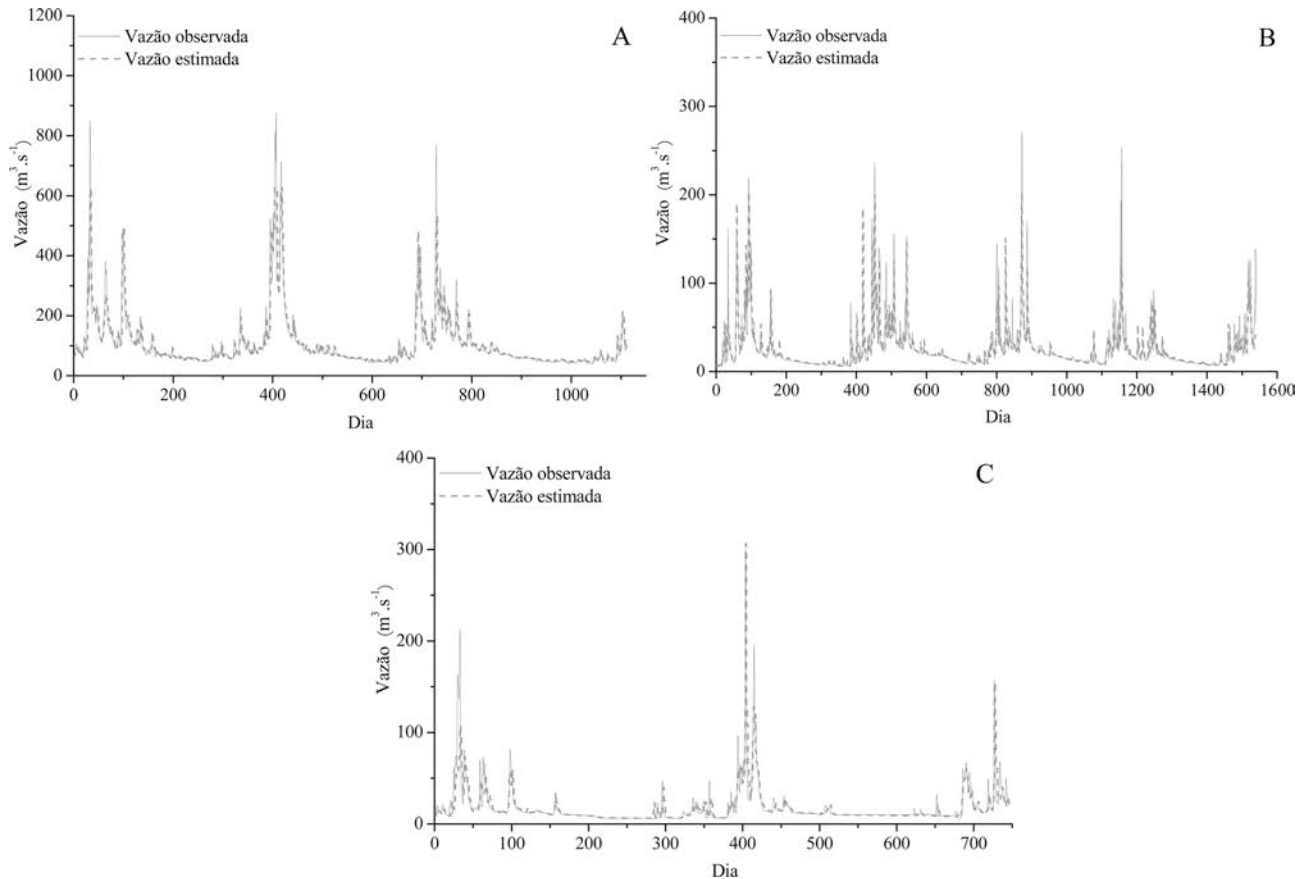 1200
1000
800
600
400
200
0
Vazão (m³.s⁻¹)
Vazão observada
Vazão estimada
A
0 200 400 600 800 1000
Dia
400
300
200
100
0
Vazão (m³.s⁻¹)
Vazão observada
Vazão estimada
B
0 200 400 600 800 1000 1200 1400 1600
Dia
400
300
200
100
0
Vazão (m³.s⁻¹)
Vazão observada
Vazão estimada
C
0 100 200 300 400 500 600 700
Dia